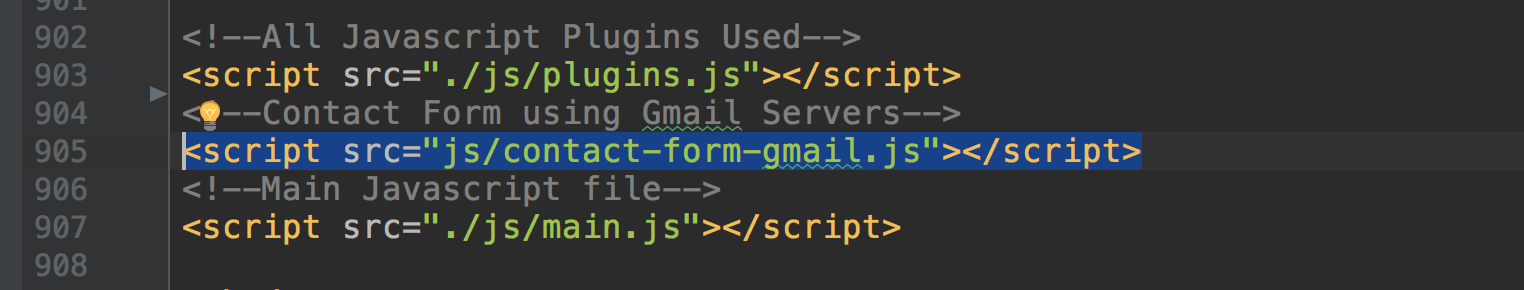 901
902 <!--All Javascript Plugins Used-->
903 <script src="./js/plugins.js"></script>
904 <!--Contact Form using Gmail Servers-->
905 <script src="js/contact-form-gmail.js"></script>
906 <!--Main Javascript file-->
907 <script src="./js/main.js"></script>
908